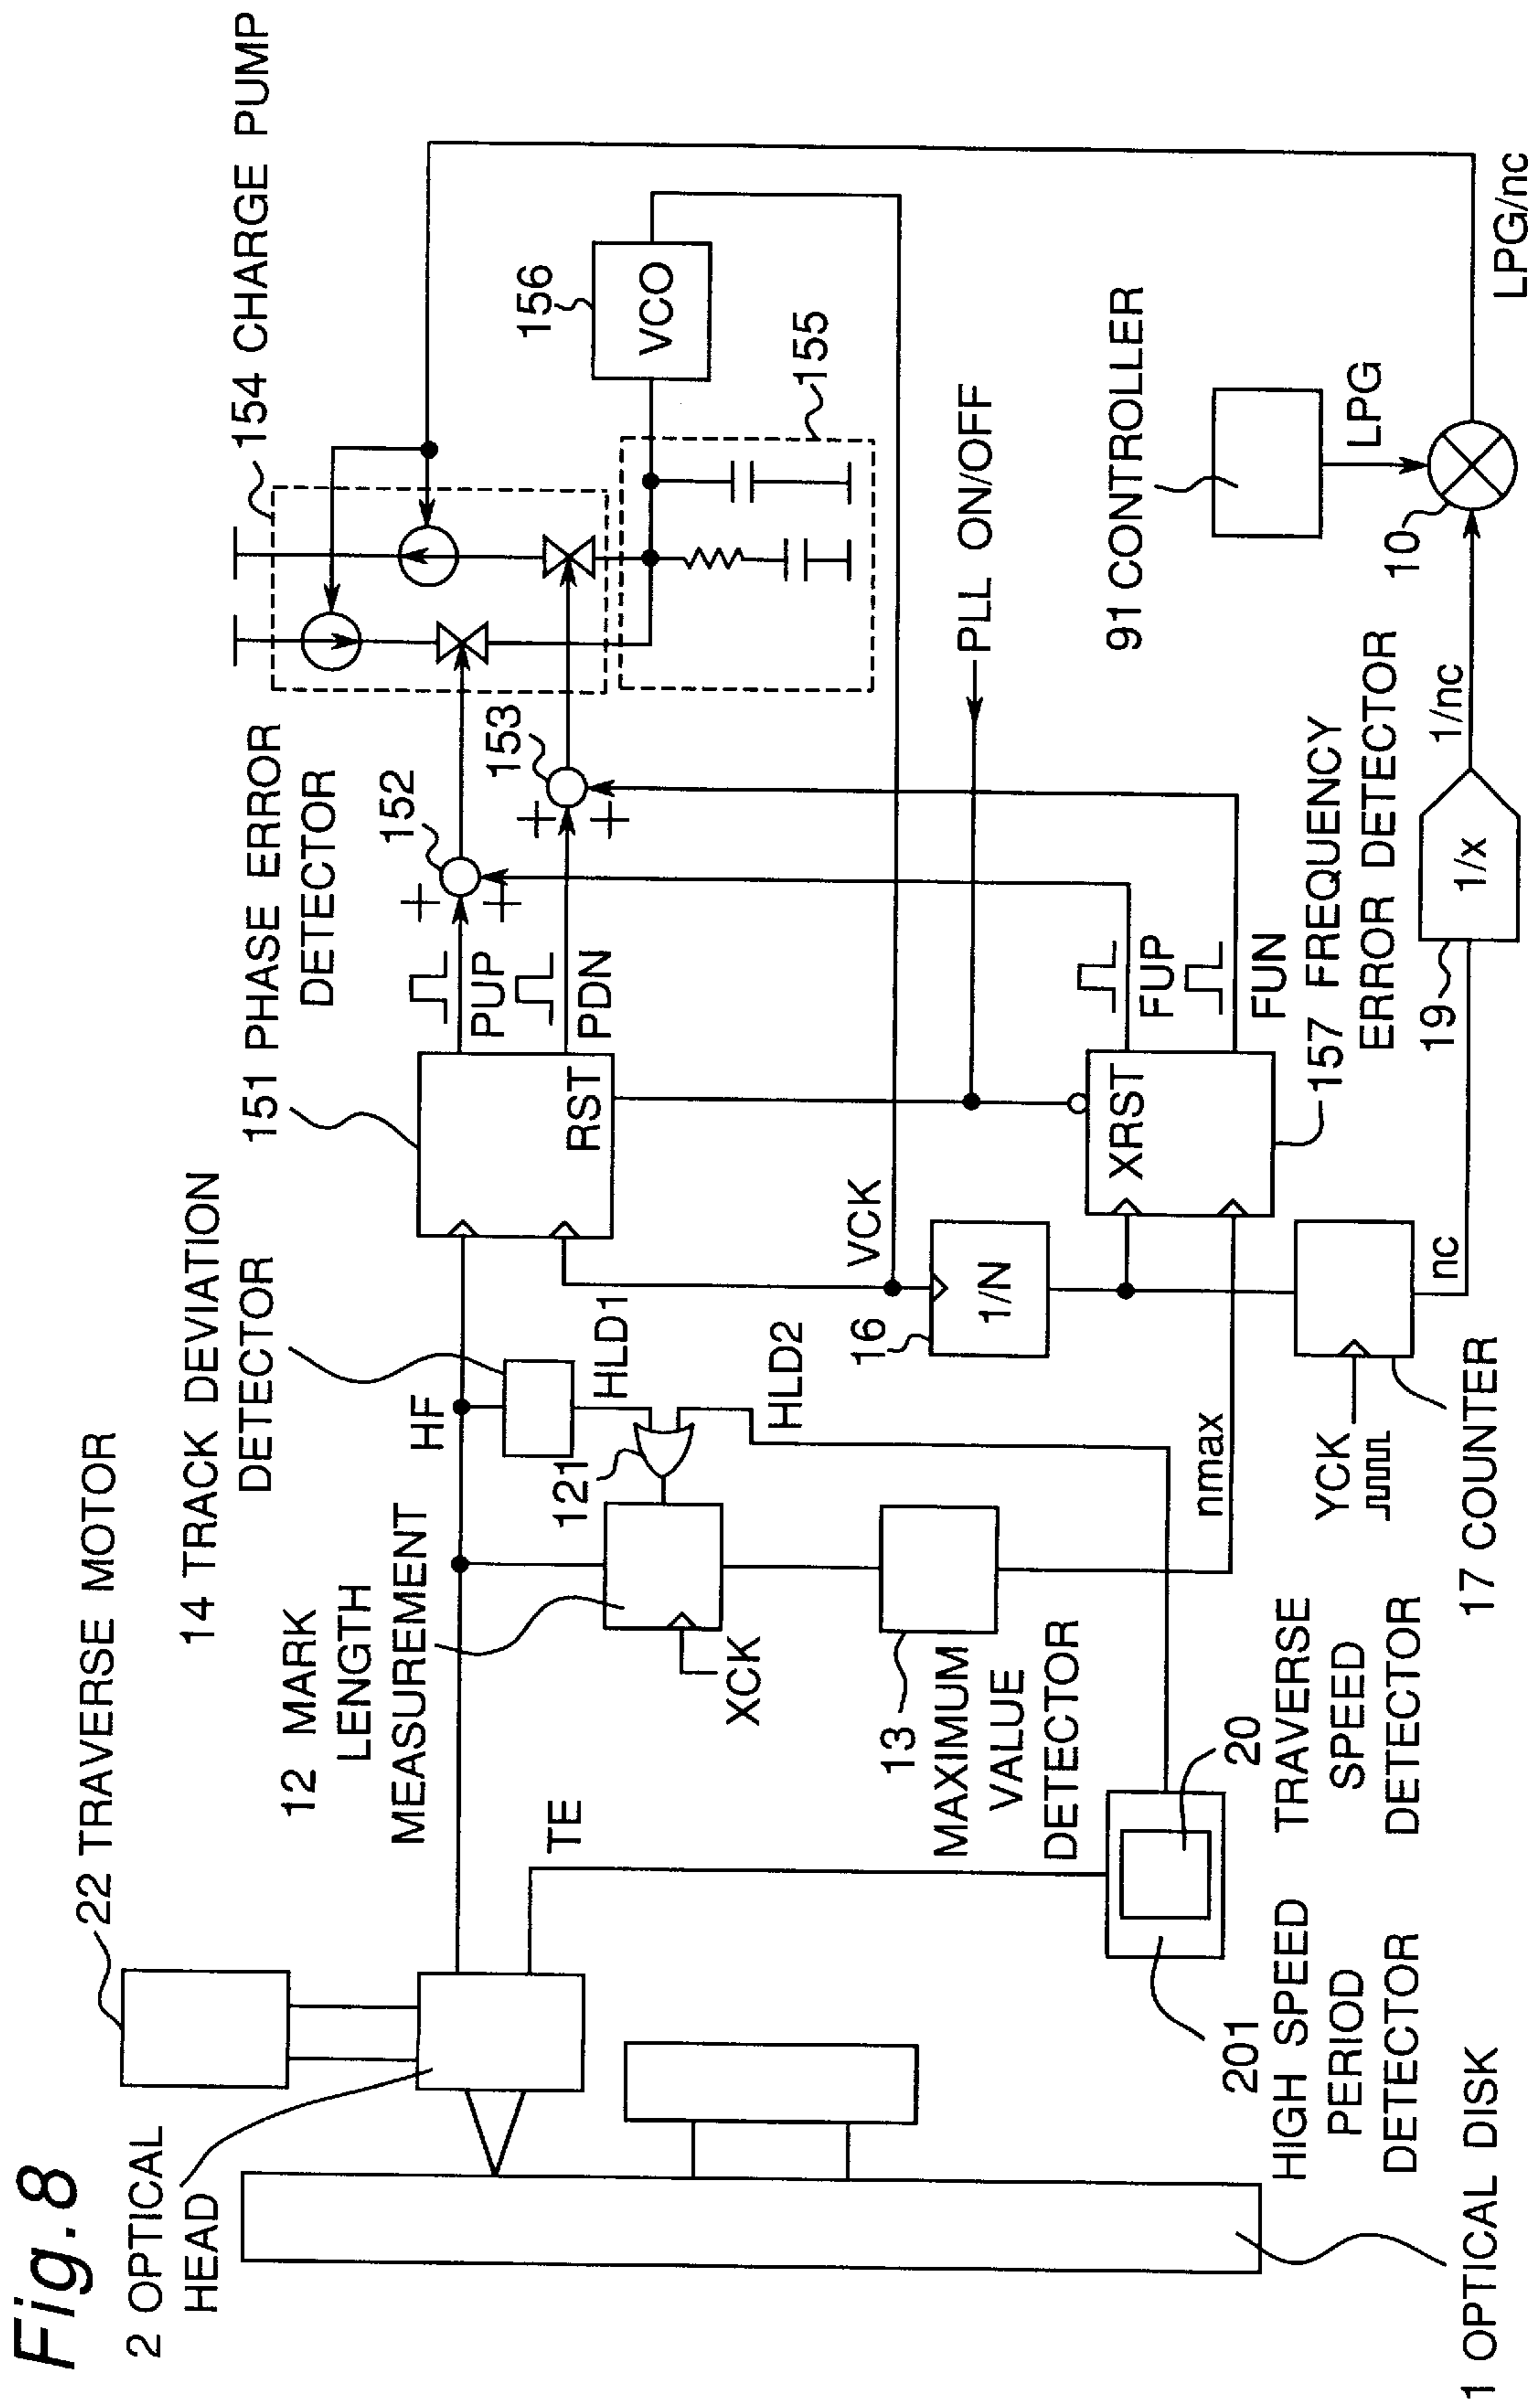 Fig.8
22 TRAVERSE MOTOR
2 OPTICAL
HEAD
14 TRACK DEVIATION
DETECTOR
151 PHASE ERROR
DETECTOR
154 CHARGE PUMP
12 MARK
LENGTH
MEASUREMENT
HF
PUP
PDN
RST
152
153
+
+
+
+
156
VCO
155
TE
121
HLD1
HLD2
XCK
VCK
16
1/N
PLL ON/OFF
13
MAXIMUM
VALUE
DETECTOR
nmax
XRST
FUP
FUN
157 FREQUENCY
ERROR DETECTOR
91 CONTROLLER
LPG
201
HIGH SPEED
PERIOD
DETECTOR
20
TRAVERSE
SPEED
DETECTOR
YCK
17 COUNTER
nc
19
1/x
1/nc
10
LPG/nc
1 OPTICAL DISK